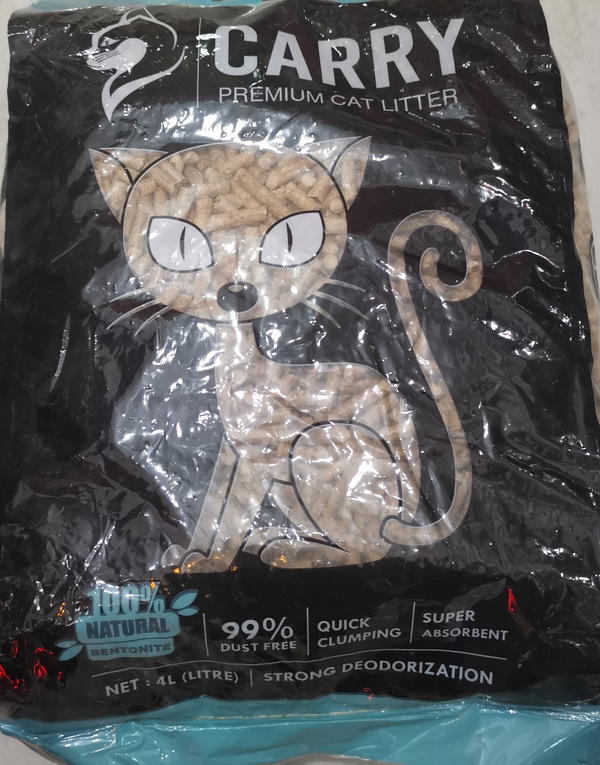 CARRY
PREMIUM CAT LITTER
100%
NATURAL
BENTONITE
99%
DUST FREE
QUICK
CLUMPING
SUPER
ABSORBENT
NET : 4L (LITRE) | STRONG DEODORIZATION